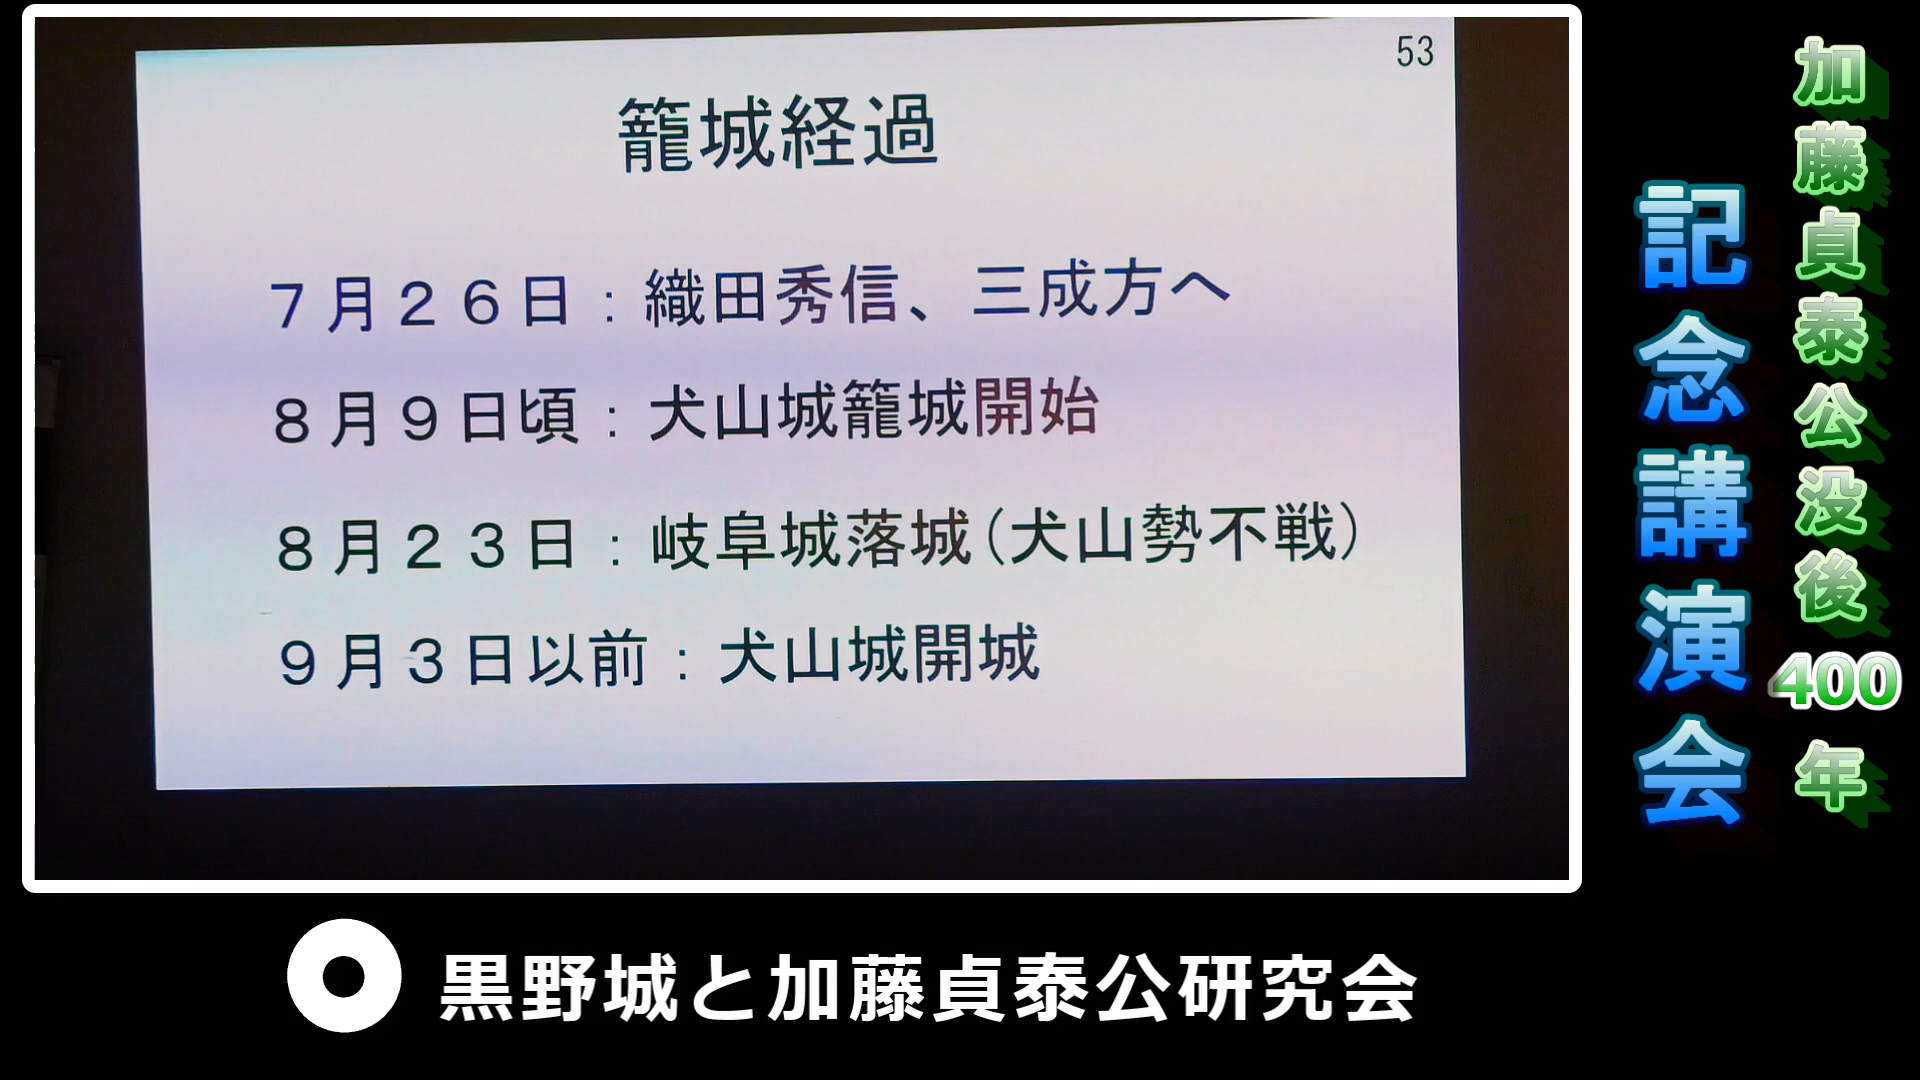 53
籠城経過
７月２６日：織田秀信、三成方へ
８月９日頃：犬山城籠城開始
８月２３日：岐阜城落城(犬山勢不戦)
９月３日以前：犬山城開城
加藤貞泰公没後400年
記念講演会
黒野城と加藤貞泰公研究会